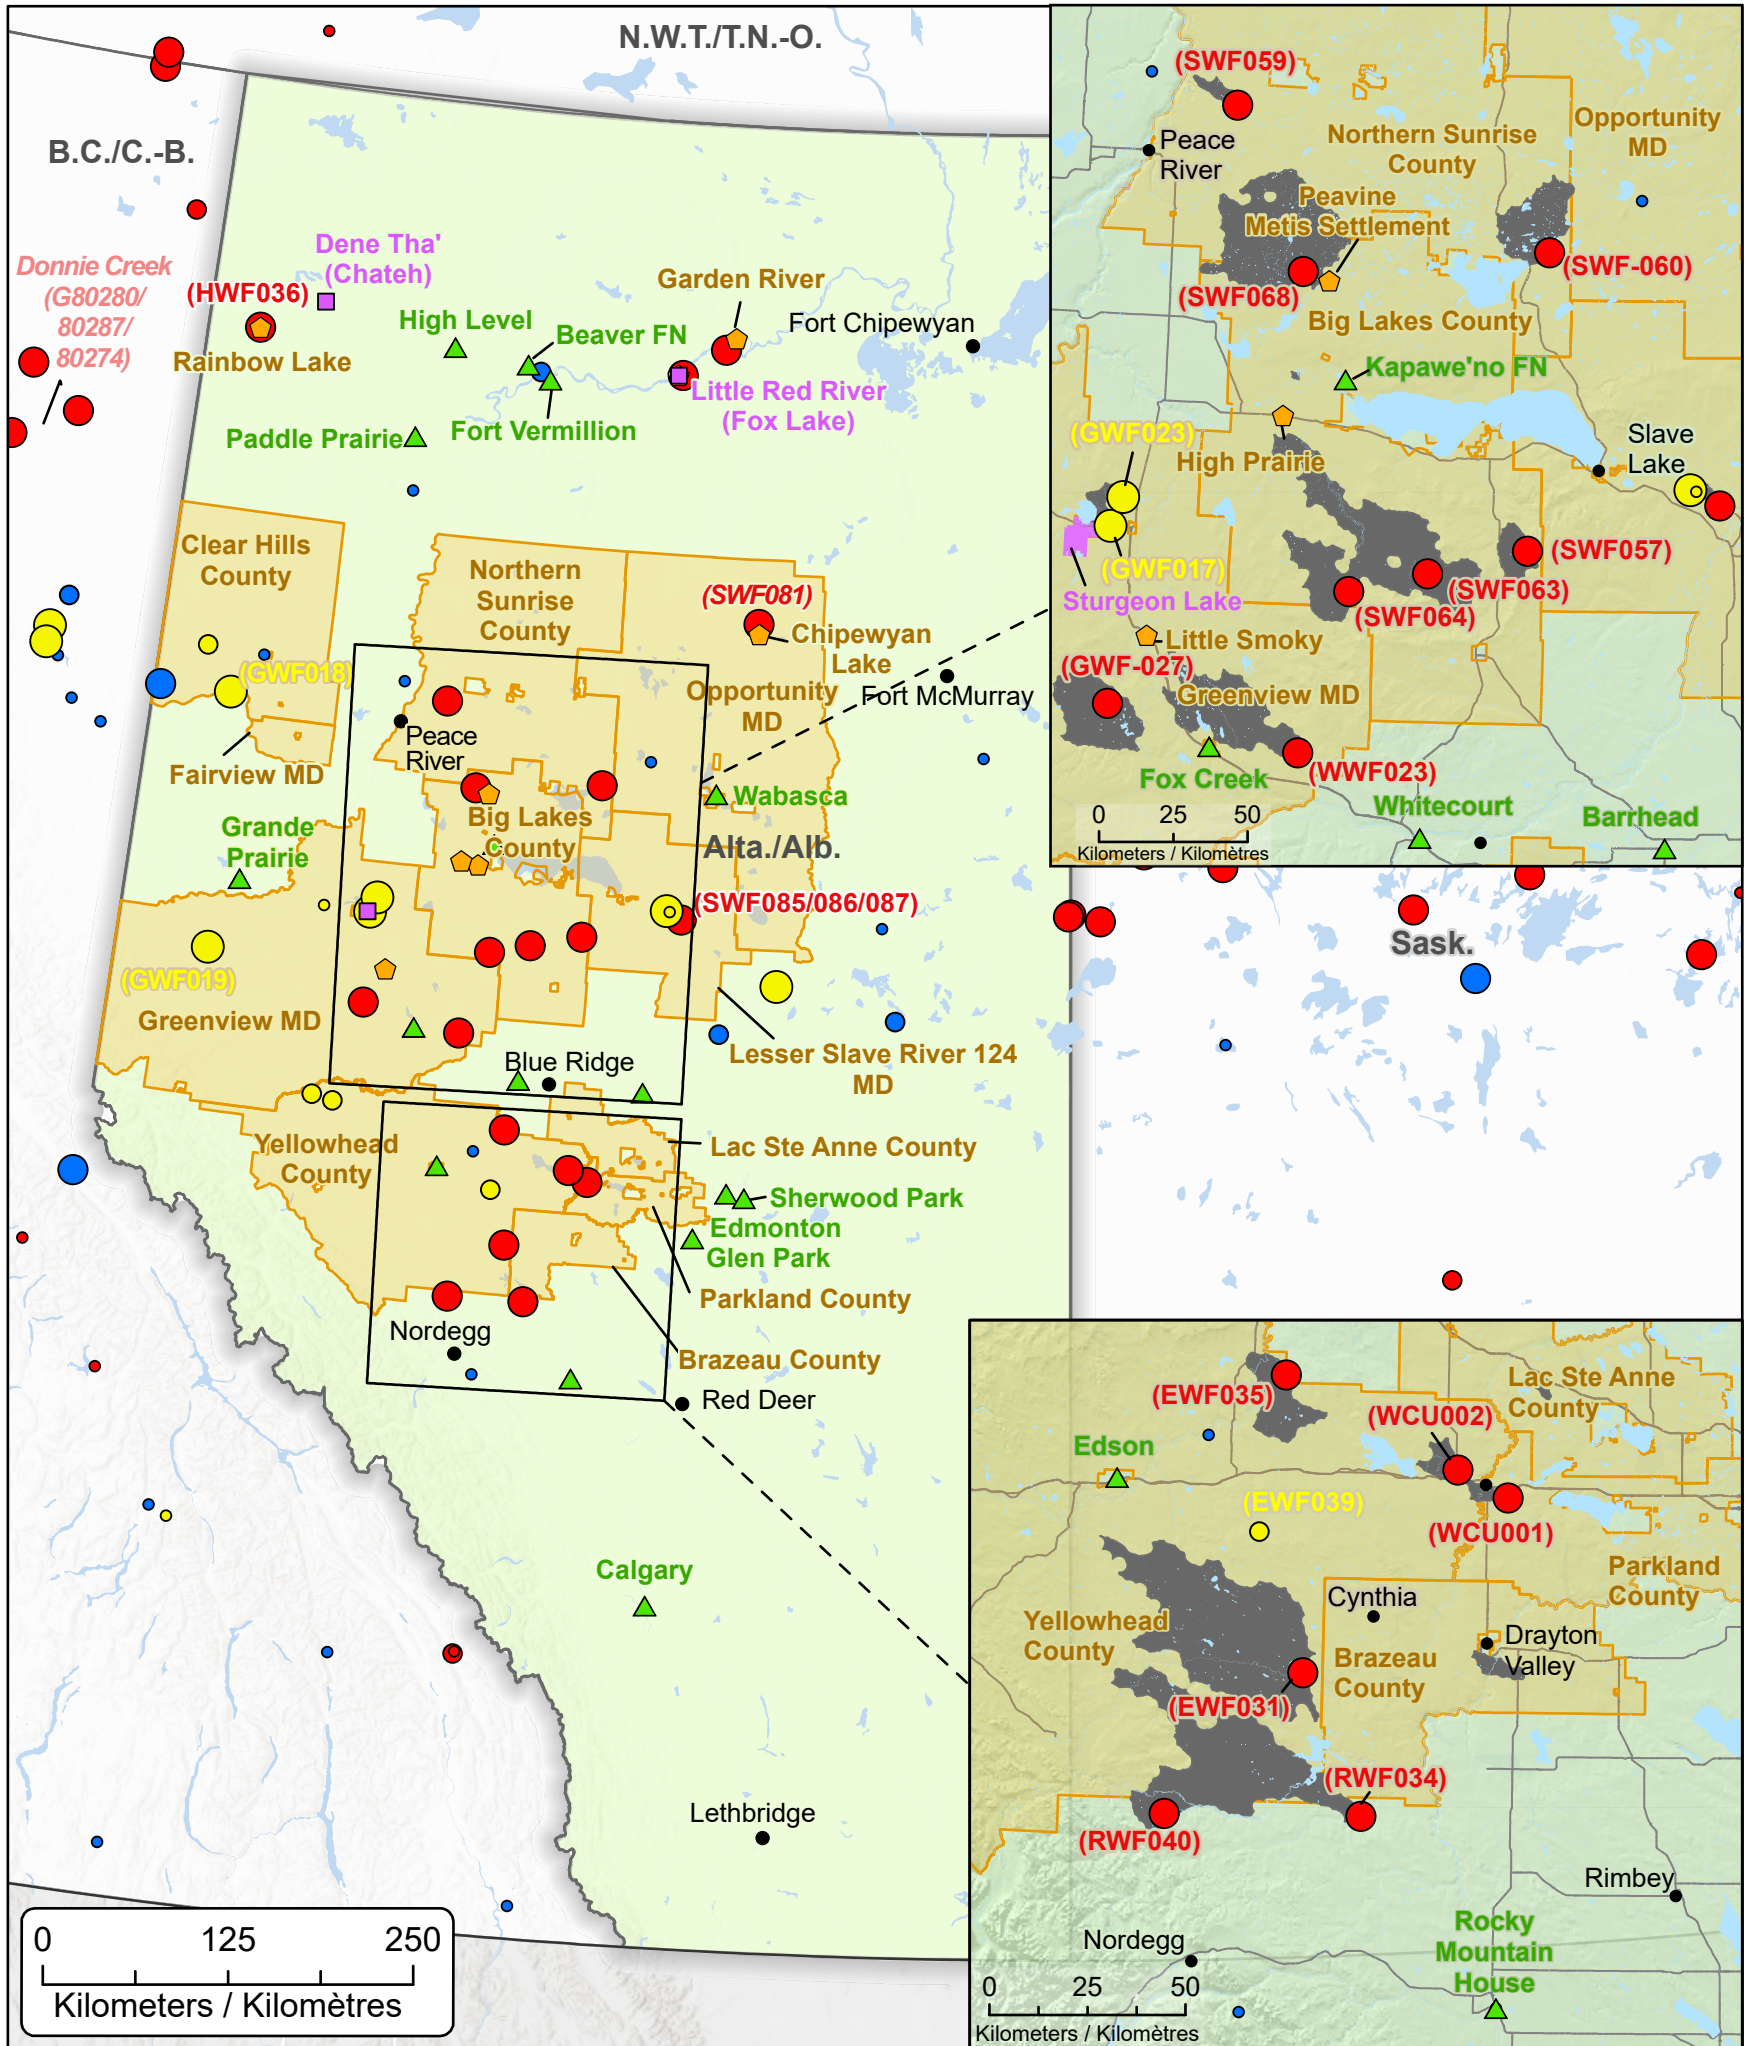 N.W.T./T.N.-O.
B.C./C.-B.
Donnie Creek
(G80280/
80287/
80274)
Dene Tha'
(Chateh)
(HWF036)
Rainbow Lake
High Level
Beaver FN
Garden River
Fort Chipewyan
Little Red River
(Fox Lake)
Fort Vermillion
Paddle Prairie
Clear Hills
County
Northern
Sunrise
County
(SWF081)
Chipewyan
Lake
Opportunity
MD
Fort McMurray
(GWF018)
Fairview MD
Peace
River
Big Lakes
County
Wabasca
Alta./Alb.
Grande
Prairie
(SWF085/086/087)
(GWF019)
Greenview MD
Blue Ridge
Lesser Slave River 124
MD
Yellowhead
County
Lac Ste Anne County
Sherwood Park
Edmonton
Glen Park
Parkland County
Nordegg
Brazeau County
Red Deer
Calgary
Lethbridge
0 125 250
Kilometers / Kilomètres
Sask.
(SWF059)
Peace
River
Northern Sunrise
County
Opportunity
MD
Peavine
Metis Settlement
(SWF-060)
(SWF068)
Big Lakes County
Kapawe'no FN
(GWF023)
High Prairie
Slave
Lake
(GWF017)
Sturgeon Lake
(SWF057)
(SWF063)
(SWF064)
Little Smoky
(GWF-027)
Greenview MD
Fox Creek
(WWF023)
Whitecourt
Barrhead
0 25 50
Kilometers / Kilomètres
(EWF035)
Lac Ste Anne
County
(WCU002)
Edson
(EWF039)
(WCU001)
Parkland
County
Cynthia
Yellowhead
County
Drayton
Valley
Brazeau
County
(EWF031)
(RWF034)
(RWF040)
Rimbey
Rocky
Mountain
House
Nordegg
0 25 50
Kilometers / Kilomètres